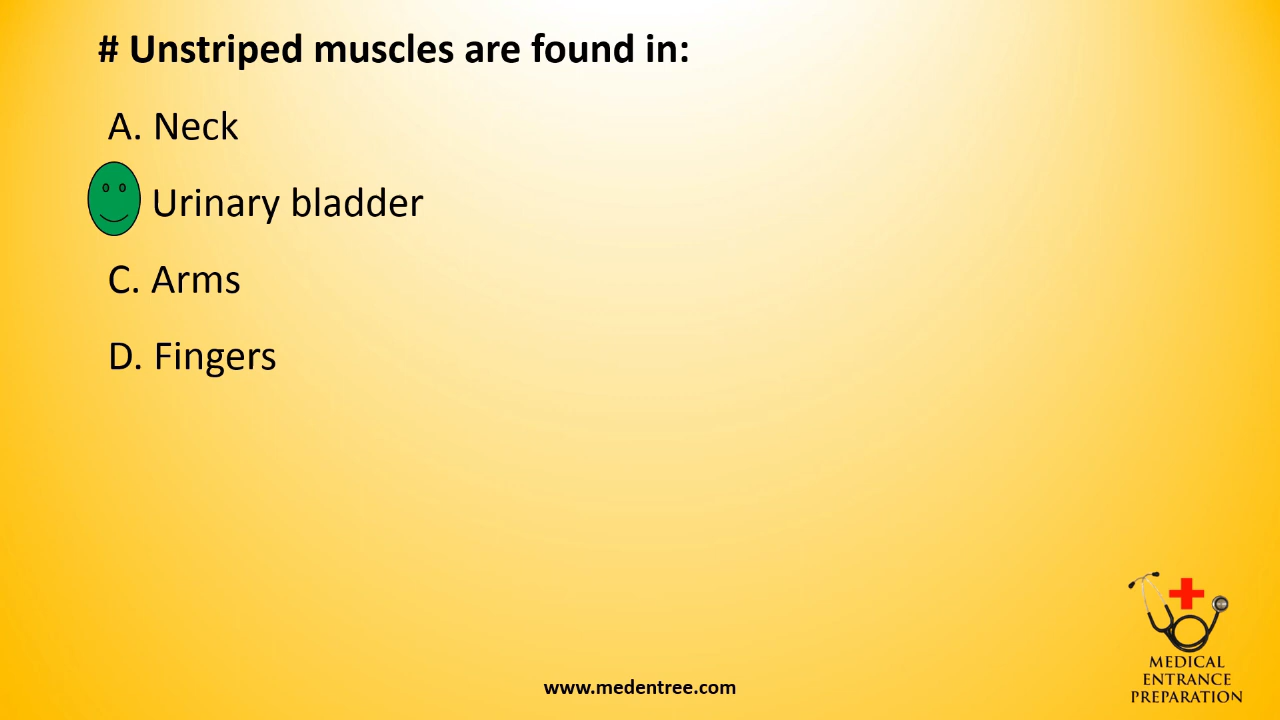 # Unstriped muscles are found in:
A. Neck
Urinary bladder
C. Arms
D. Fingers
MEDICAL
ENTRANCE
PREPARATION
www.medentree.com